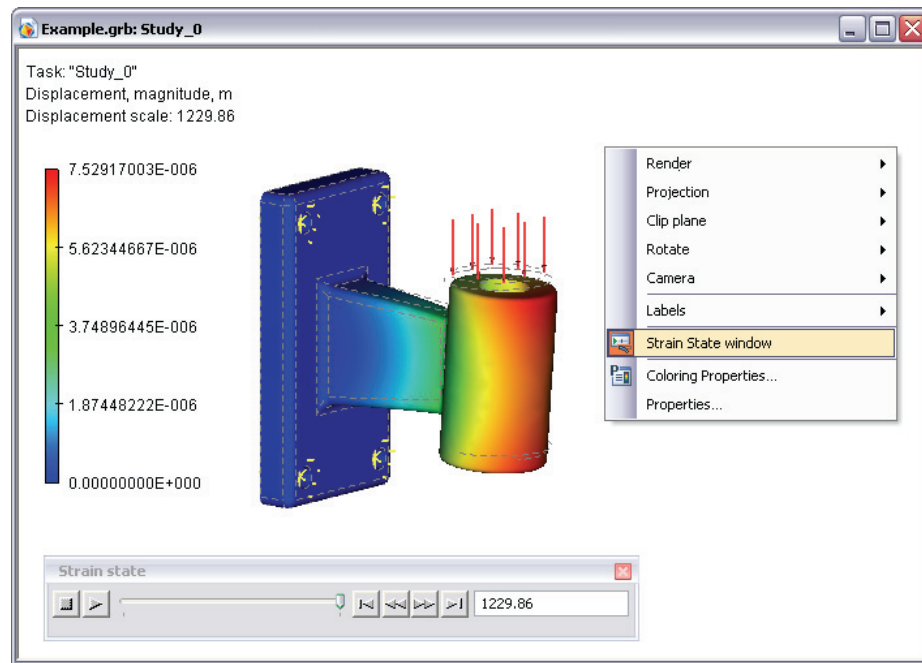 Example.grb: Study_0
Task: "Study_0"
Displacement, magnitude, m
Displacement scale: 1229.86
7.52917003E-006
5.62344667E-006
3.74896445E-006
1.87448222E-006
0.00000000E+000
Render
Projection
Clip plane
Rotate
Camera
Labels
Strain State window
Coloring Properties...
Properties...
Strain state
1229.86